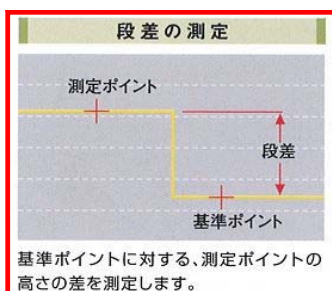 段差の測定
測定ポイント
段差
基準ポイント
基準ポイントに対する、測定ポイントの
高さの差を測定します。